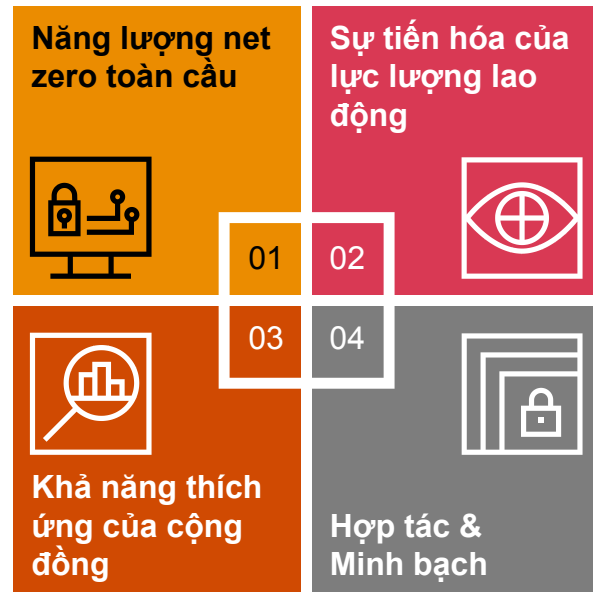 Năng lượng net
zero toàn cầu
01
Sự tiến hóa của
lực lượng lao
động
02
03
Khả năng thích
ứng của cộng
đồng
04
Hợp tác &
Minh bạch